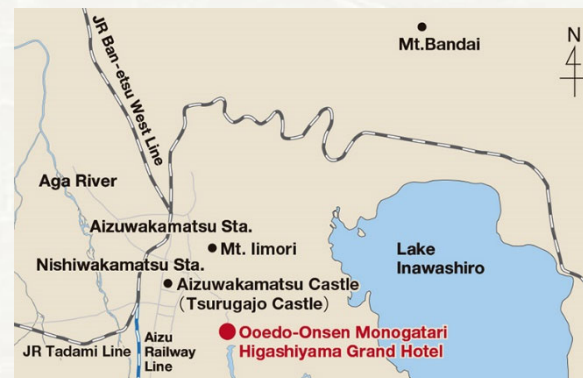 Mt.Bandai
N
4
JR Ban-etsu West Line
Aga River
Aizuwakamatsu Sta.
Mt. Iimori
Lake
Inawashiro
Nishiwakamatsu Sta.
Aizuwakamatsu Castle
(Tsurugajo Castle)
Ooedo-Onsen Monogatari
Higashiyama Grand Hotel
JR Tadami Line
Aizu
Railway
Line